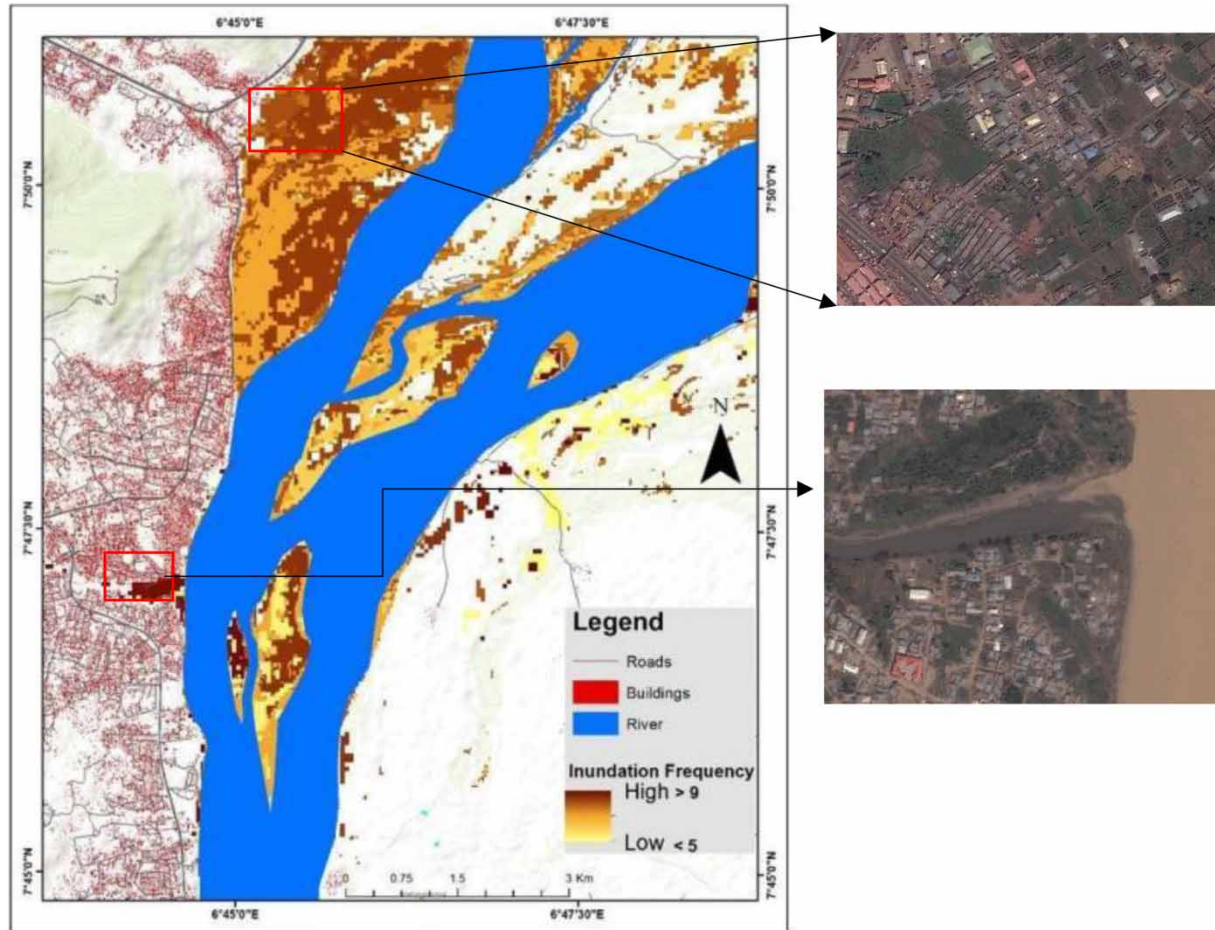 6°45'0"E
6°47'30"E
7°50'0"N
7°50'0"N
N
7°47'30"N
7°47'30"N
Legend
Roads
Buildings
River
Inundation Frequency
High > 9
Low < 5
0 0.75 1.5 3 Km
7°45'0"N
7°45'0"N
6°45'0"E
6°47'30"E